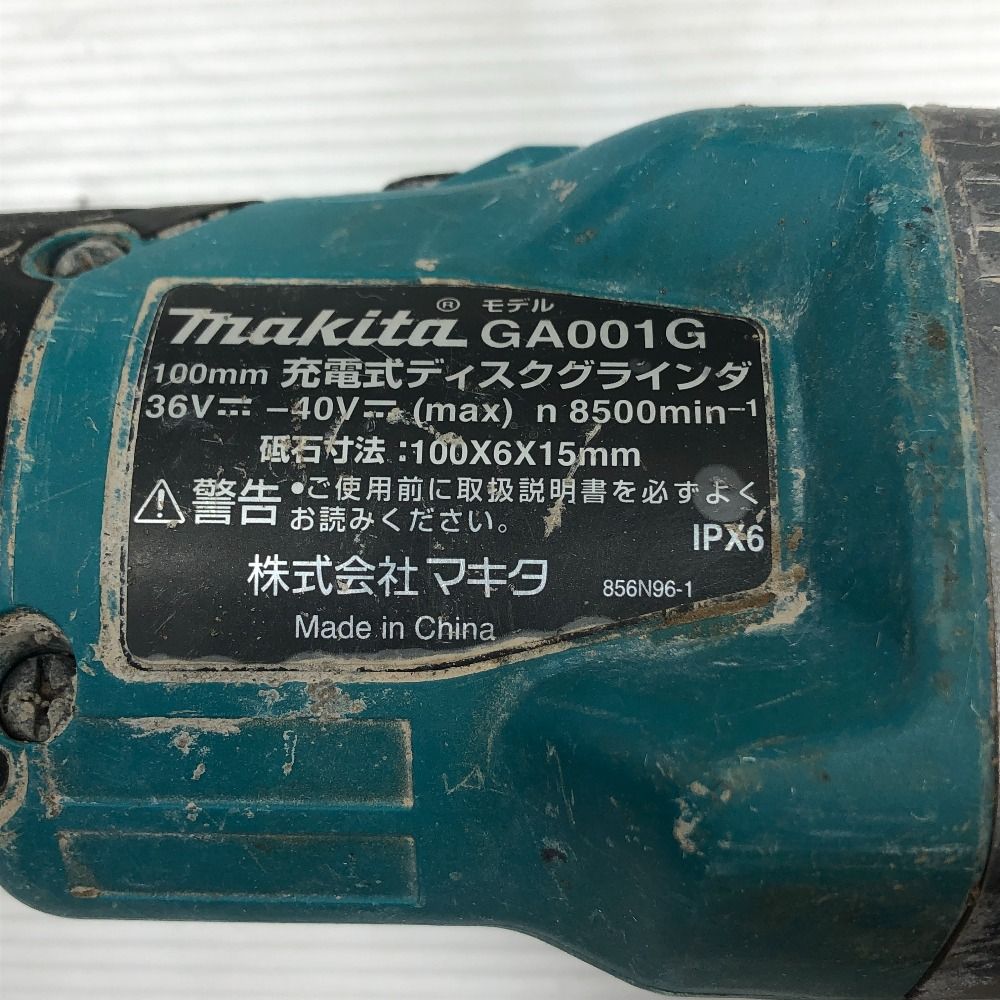 makita® モデル GA001G
100mm 充電式ディスクグラインダ
36V⎓ -40V⎓ (max) n 8500min⁻¹
砥石寸法:100X6X15mm
⚠警告 •ご使用前に取扱説明書を必ずよく
お読みください。
IPX6
株式会社マキタ 856N96-1
Made in China